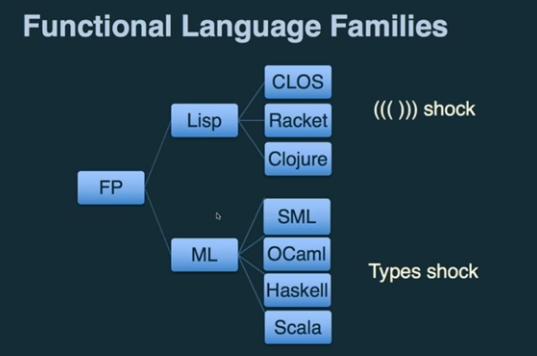 Functional Language Families
CLOS
Lisp
Racket
((( ))) shock
Clojure
FP
SML
ML
OCaml
Types shock
Haskell
Scala